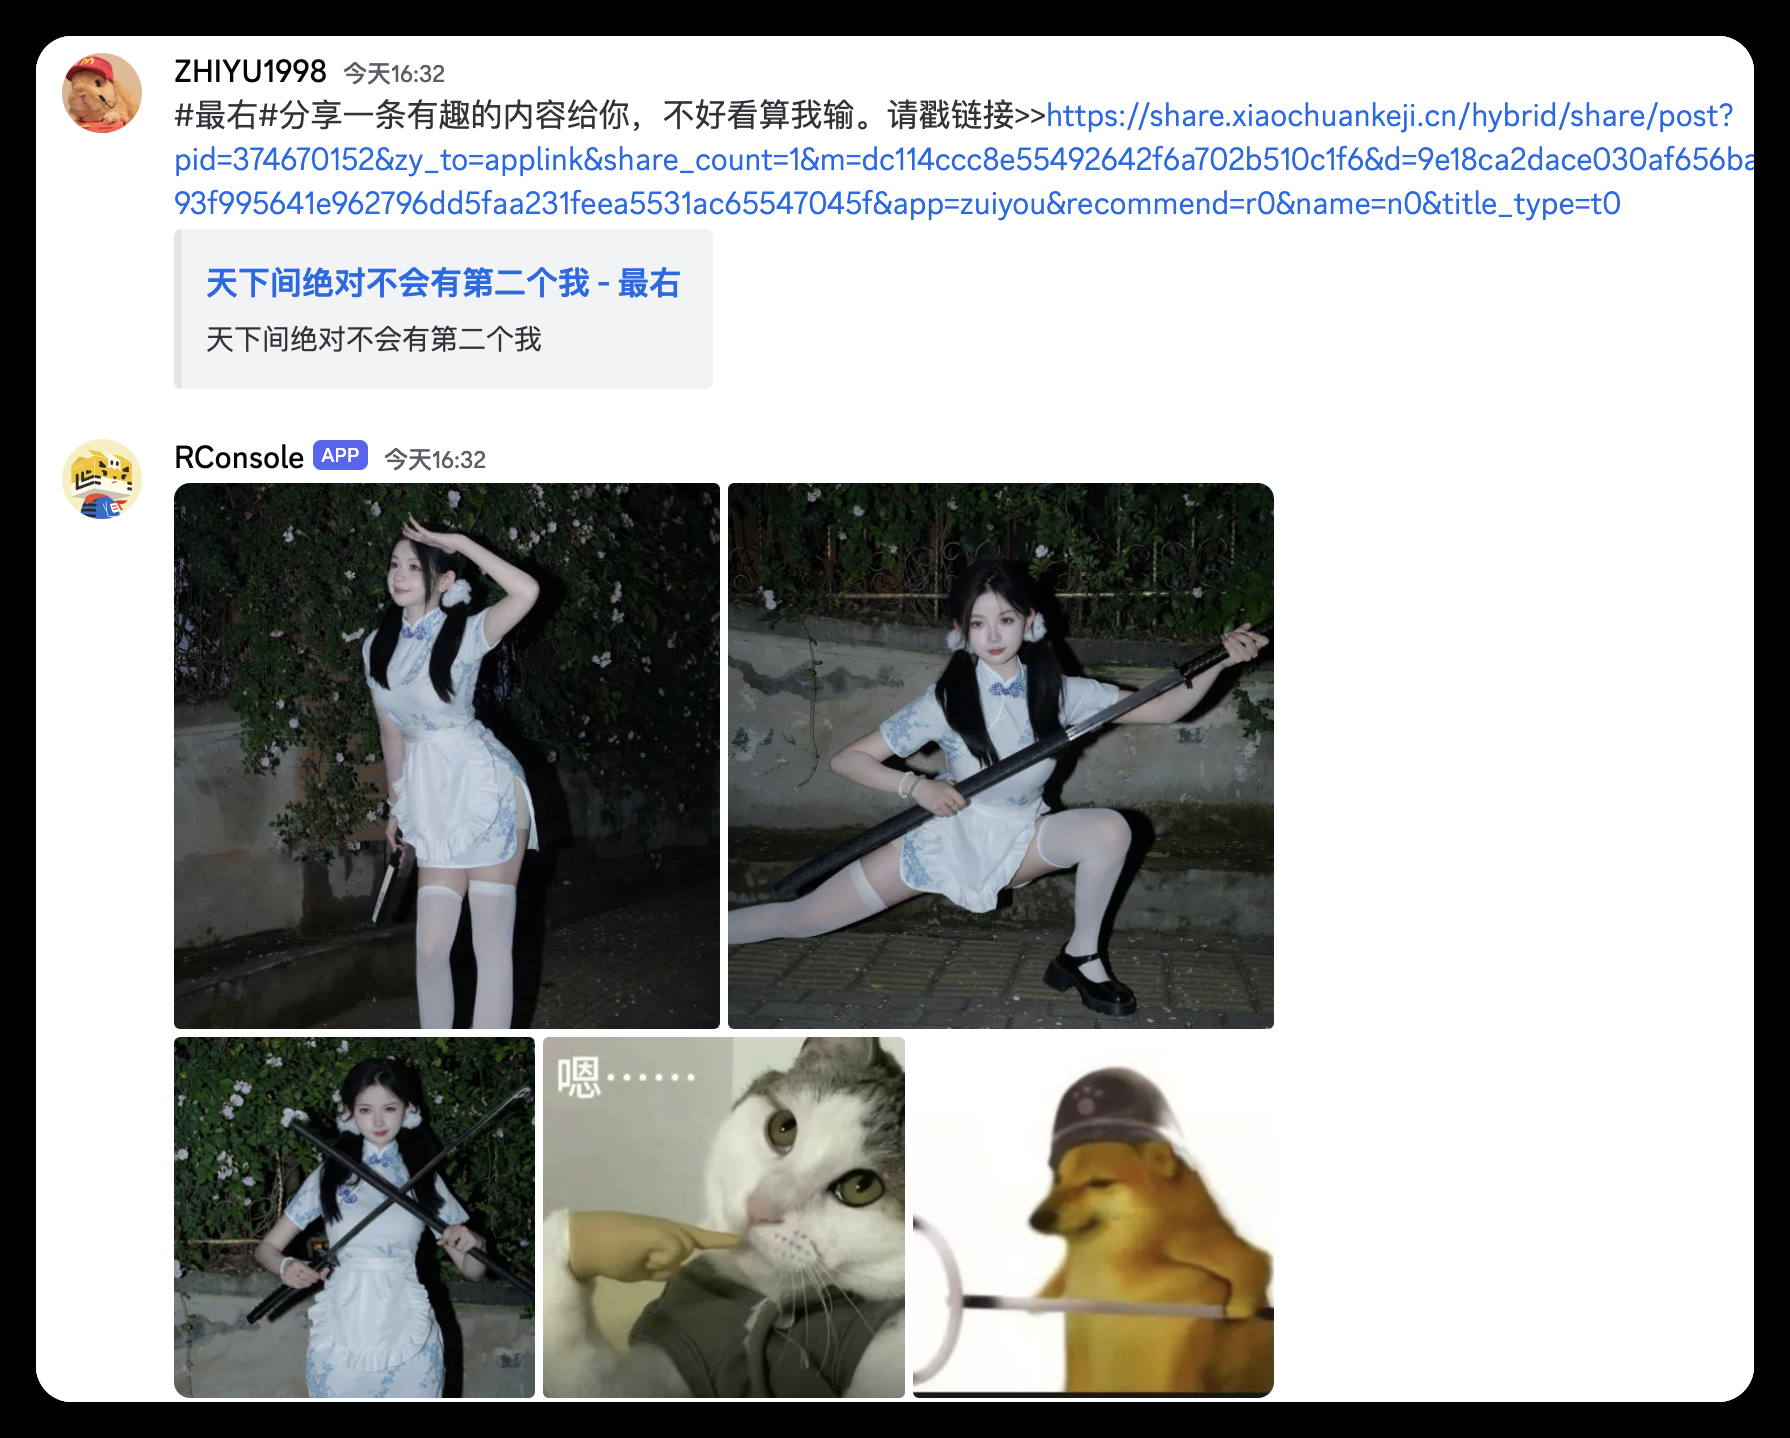 ZHIYU1998 今天16:32
#最右#分享一条有趣的内容给你，不好看算我输。请戳链接>>https://share.xiaochuankeji.cn/hybrid/share/post?
pid=374670152&zy_to=applink&share_count=1&m=dc114ccc8e55492642f6a702b510c1f6&d=9e18ca2dace030af656ba
93f995641e962796dd5faa231feea5531ac65547045f&app=zuiyou&recommend=r0&name=n0&title_type=t0
天下间绝对不会有第二个我 - 最右
天下间绝对不会有第二个我
RConsole APP 今天16:32
嗯······